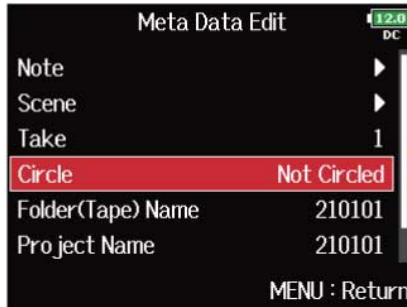 Meta Data Edit
12.0
DC
Note
Scene
Take 1
Circle Not Circled
Folder(Tape) Name 210101
Project Name 210101
MENU : Return